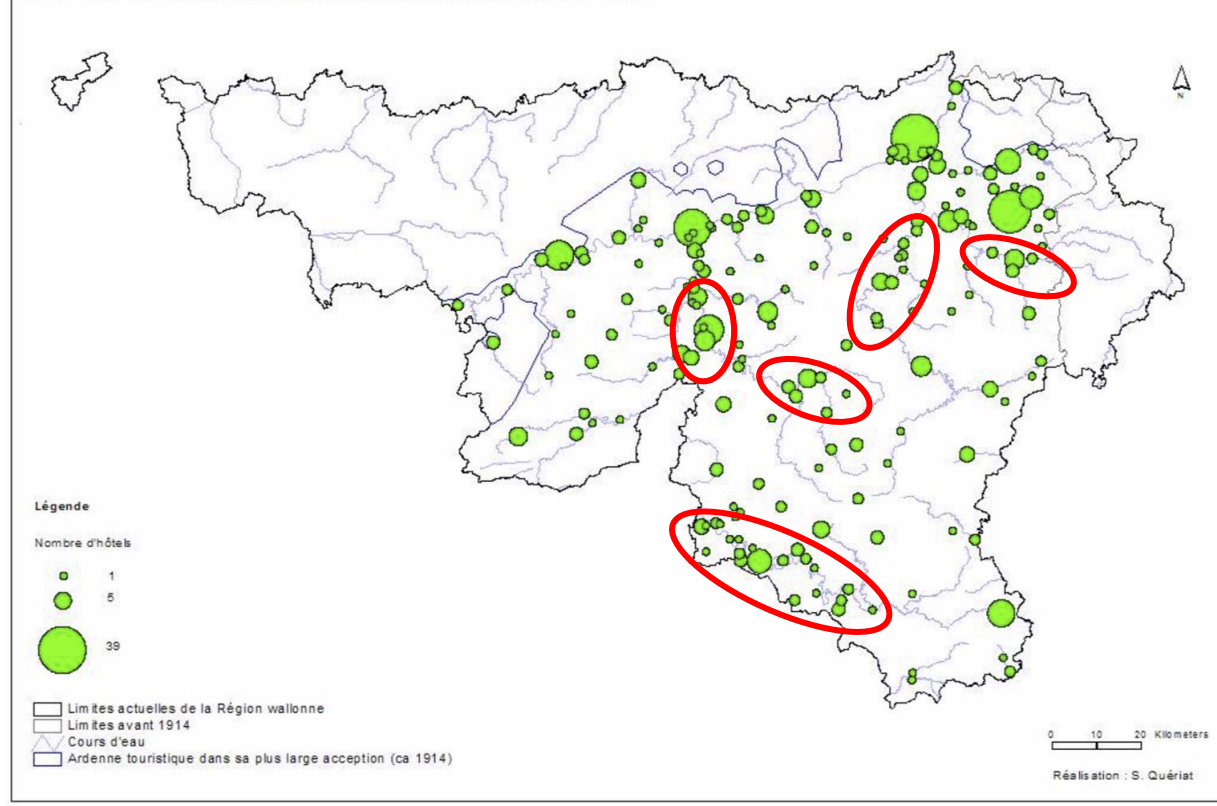 N
Légende
Nombre d'hôtels
1
5
39
Limites actuelles de la Région wallonne
Limites avant 1914
Cours d'eau
Ardenne touristique dans sa plus large acception (ca 1914)
0 10 20 Kilometers
Réalisation : S. Quériat